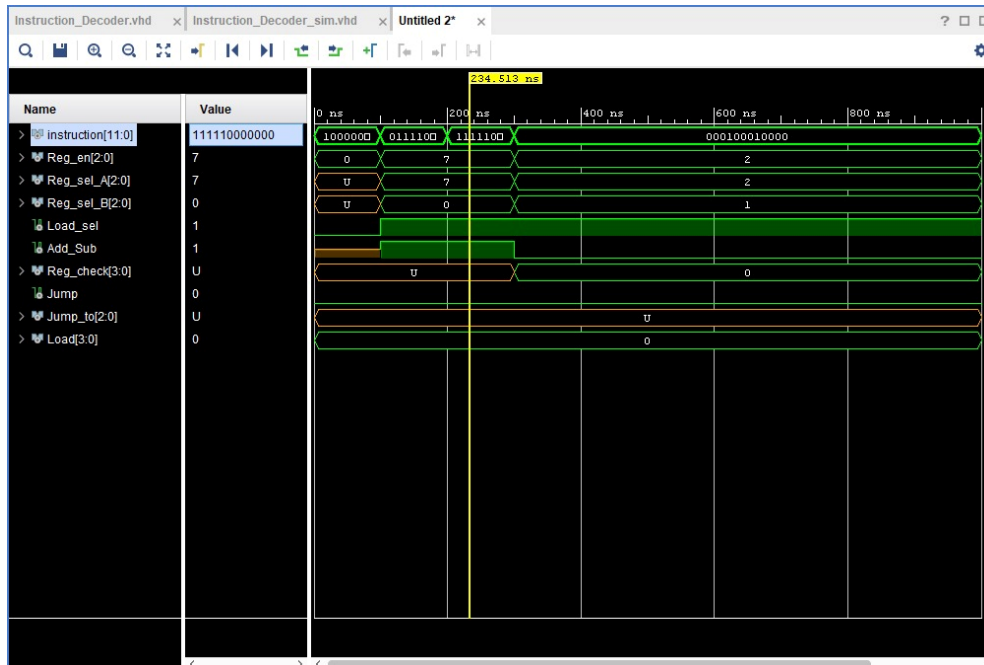 Instruction_Decoder.vhd × Instruction_Decoder_sim.vhd × Untitled 2* × ?
234.513 ns
Name Value 0 ns 200 ns 400 ns 600 ns 800 ns
instruction[11:0] 111110000000 100000 011110 111110 000100010000
Reg_en[2:0] 7 0 7 2
Reg_sel_A[2:0] 7 U 7 2
Reg_sel_B[2:0] 0 U 0 1
Load_sel 1
Add_Sub 1
Reg_check[3:0] U U 0
Jump 0
Jump_to[2:0] U U
Load[3:0] 0 0